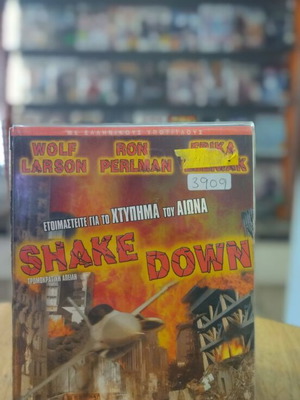 ΜΕ ΕΛΛΗΝΙΚΟΥΣ ΥΠΟΤΙΤΛΟΥΣ
WOLF LARSON
RON PERLMAN
ERIKA
3909
ΕΤΟΙΜΑΣΤΕΙΤΕ ΓΙΑ ΤΟ ΧΤΥΠΗΜΑ ΤΟΥ ΑΙΩΝΑ
SHAKE DOWN